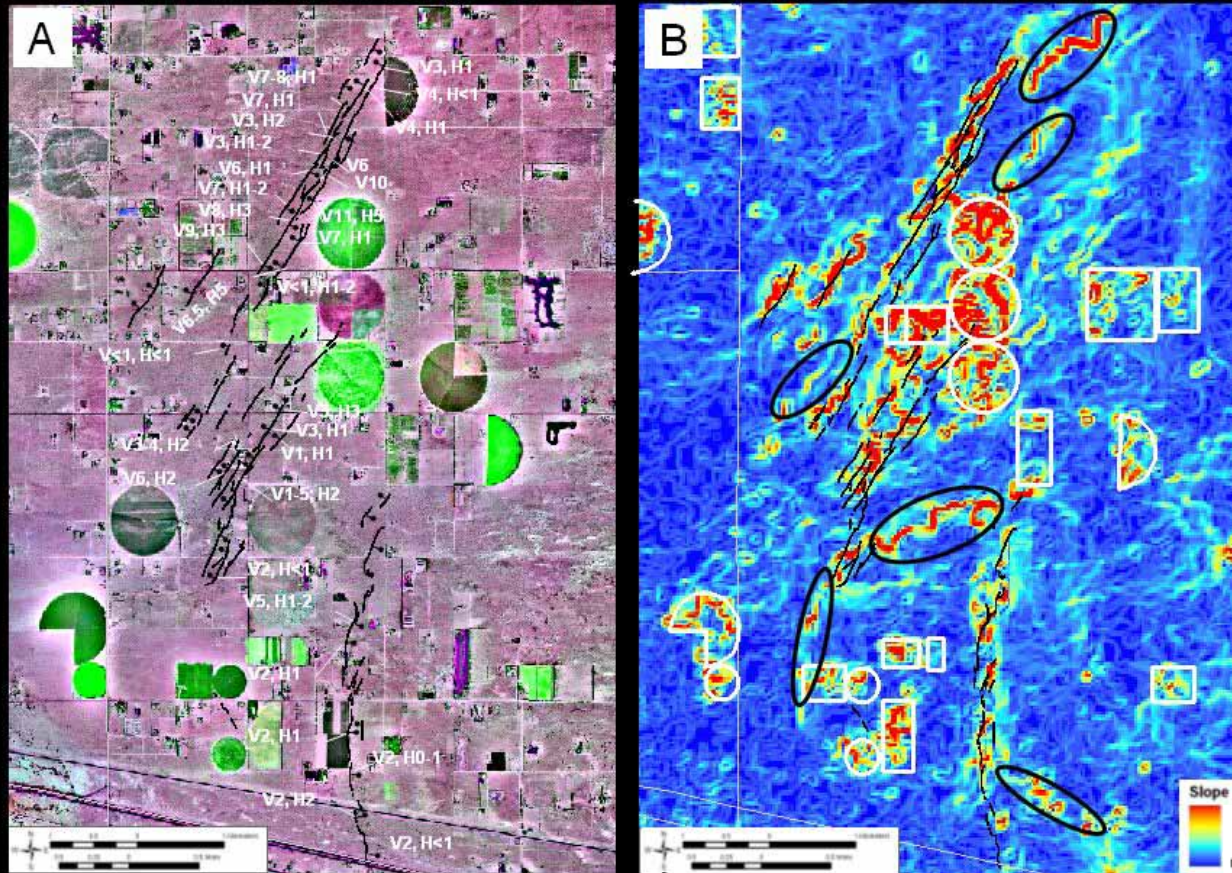 A
V7-8, H1
V7, H1
V3, H2
V3, H1-2
V6, H1
V7, H1-2
V8, H3
V9, H3
V3, H1
V4, H<1
V4, H1
V6
V10
V11, H5
V7, H1
V6.5, H5
V<1, H1-2
V<1, H<1
V3, H1
V1, H1
V6, H2
V1-5, H2
V2, H<1
V5, H1-2
V2, H1
V2, H1
V2, H0-1
V2, H2
V2, H<1
B
Slope